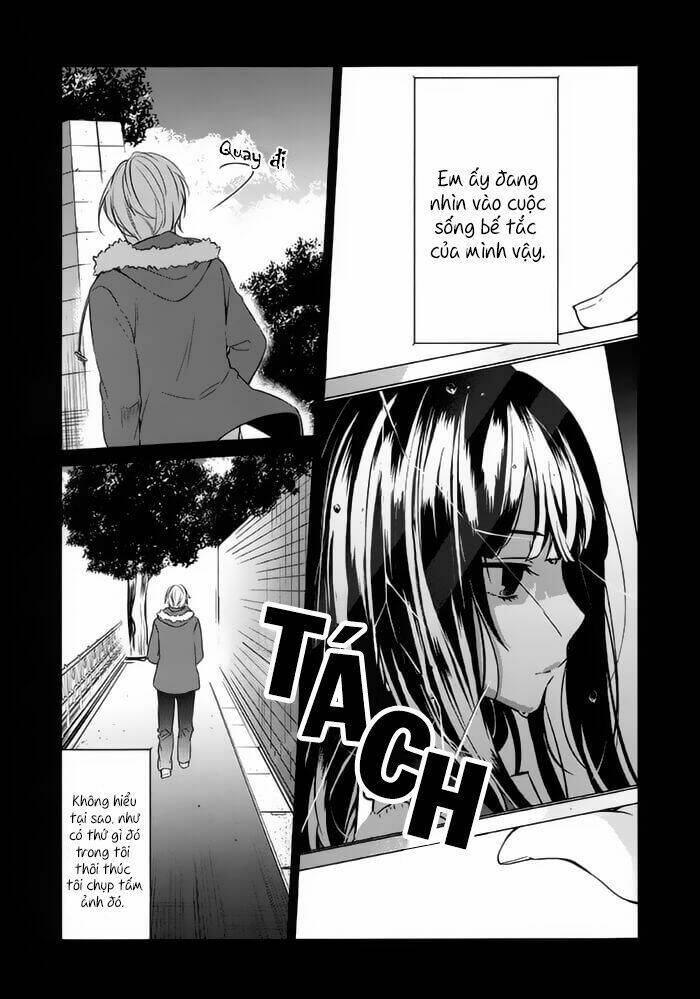 Em ấy đang
nhìn vào cuộc
sống bế tắc
của mình vậy.
TÁCH
Quay đi
Không hiểu
tại sao, như
có thứ gì đó
trong tôi
thôi thúc
tôi chụp tấm
ảnh đó.